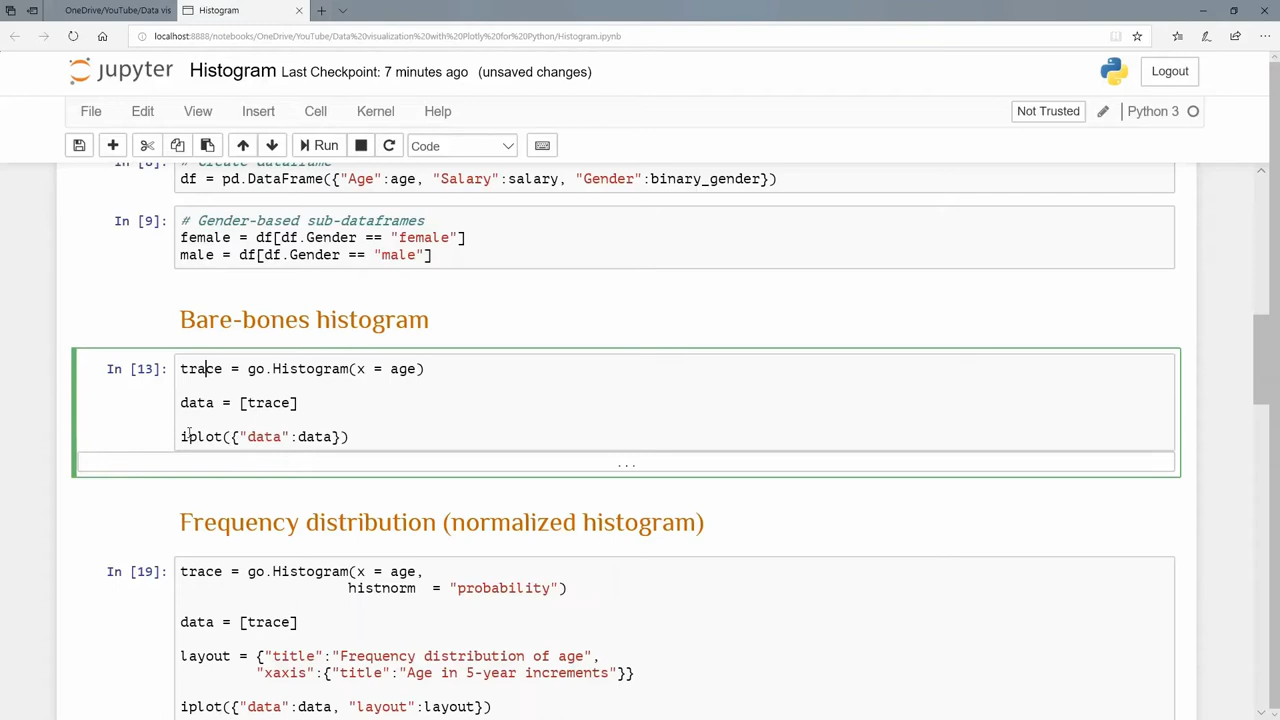 OneDrive/YouTube/Data vis
Histogram
localhost:8888/notebooks/OneDrive/YouTube/Data%20visualization%20with%20Plotly%20for%20Python/Histogram.ipynb
jupyter Histogram Last Checkpoint: 7 minutes ago (unsaved changes)
Logout
File Edit View Insert Cell Kernel Help
Not Trusted
Python 3
Run
Code
In [8]: # Create dataframe
df = pd.DataFrame({"Age":age, "Salary":salary, "Gender":binary_gender})
In [9]: # Gender-based sub-dataframes
female = df[df.Gender == "female"]
male = df[df.Gender == "male"]
Bare-bones histogram
In [13]: trace = go.Histogram(x = age)
data = [trace]
iplot({"data":data})
...
Frequency distribution (normalized histogram)
In [19]: trace = go.Histogram(x = age,
histnorm = "probability")
data = [trace]
layout = {"title":"Frequency distribution of age",
"xaxis":{"title":"Age in 5-year increments"}}
iplot({"data":data, "layout":layout})